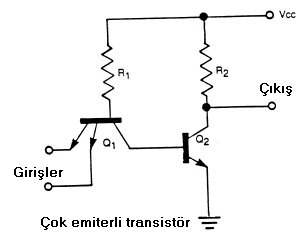 Vcc
R1
R2
Çıkış
Q1
Q2
Girişler
Çok emiterli transistör